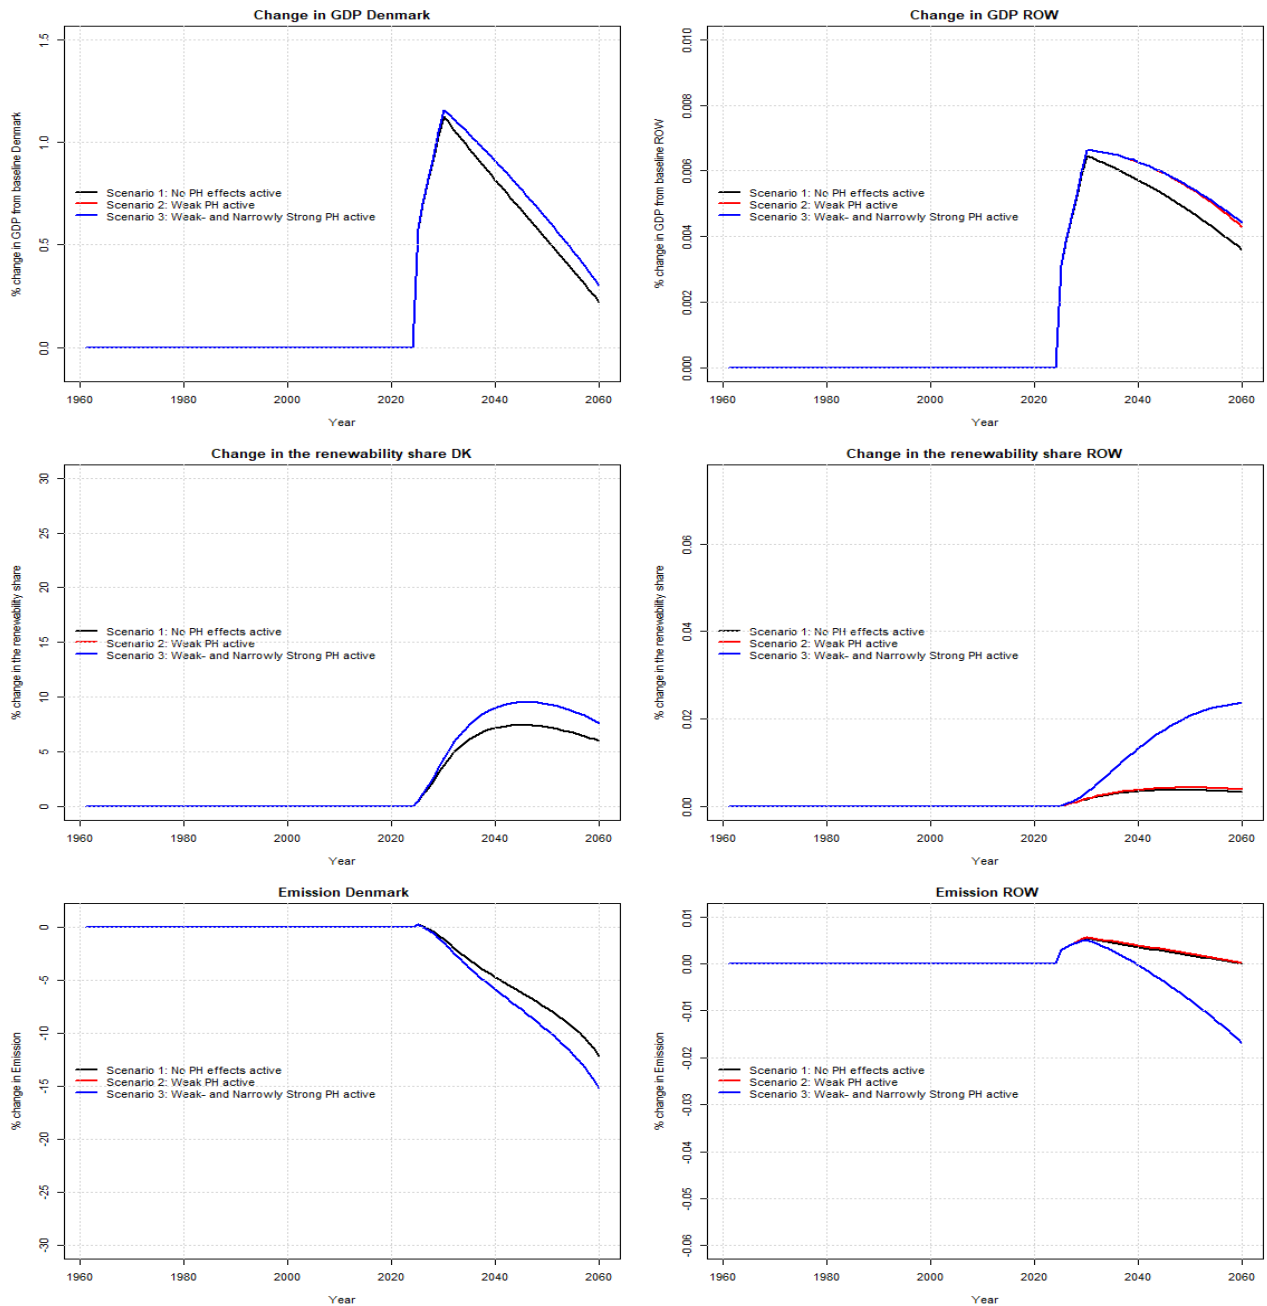 Change in GDP Denmark
% change in GDP from baseline Denmark
1.5
1.0
0.5
0.0
Scenario 1: No PH effects active
Scenario 2: Weak PH active
Scenario 3: Weak- and Narrowly Strong PH active
1960 1980 2000 2020 2040 2060
Year
Change in GDP ROW
% change in GDP from baseline ROW
0.010
0.008
0.006
0.004
0.002
0.000
Scenario 1: No PH effects active
Scenario 2: Weak PH active
Scenario 3: Weak- and Narrowly Strong PH active
1960 1980 2000 2020 2040 2060
Year
Change in the renewability share DK
% change in the renewability share
30
25
20
15
10
5
0
Scenario 1: No PH effects active
Scenario 2: Weak PH active
Scenario 3: Weak- and Narrowly Strong PH active
1960 1980 2000 2020 2040 2060
Year
Change in the renewability share ROW
% change in the renewability share
0.06
0.04
0.02
0.00
Scenario 1: No PH effects active
Scenario 2: Weak PH active
Scenario 3: Weak- and Narrowly Strong PH active
1960 1980 2000 2020 2040 2060
Year
Emission Denmark
% change in Emission
0
-5
-10
-15
-20
-25
-30
Scenario 1: No PH effects active
Scenario 2: Weak PH active
Scenario 3: Weak- and Narrowly Strong PH active
1960 1980 2000 2020 2040 2060
Year
Emission ROW
% change in Emission
0.01
0.00
-0.01
-0.02
-0.03
-0.04
-0.05
-0.06
Scenario 1: No PH effects active
Scenario 2: Weak PH active
Scenario 3: Weak- and Narrowly Strong PH active
1960 1980 2000 2020 2040 2060
Year